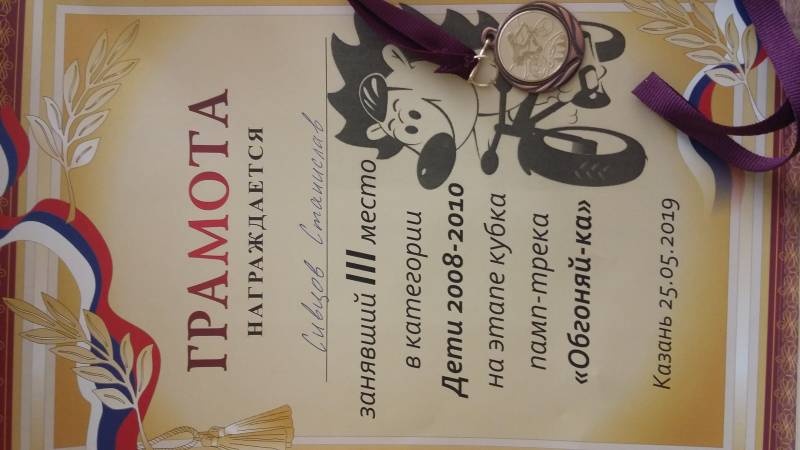 ГРАМОТА
НАГРАЖДАЕТСЯ
Сивцов Станислав
занявший III место
в категории
Дети 2008-2010
на этапе кубка
памп-трека
«Обгоняй-ка»
Казань 25.05.2019